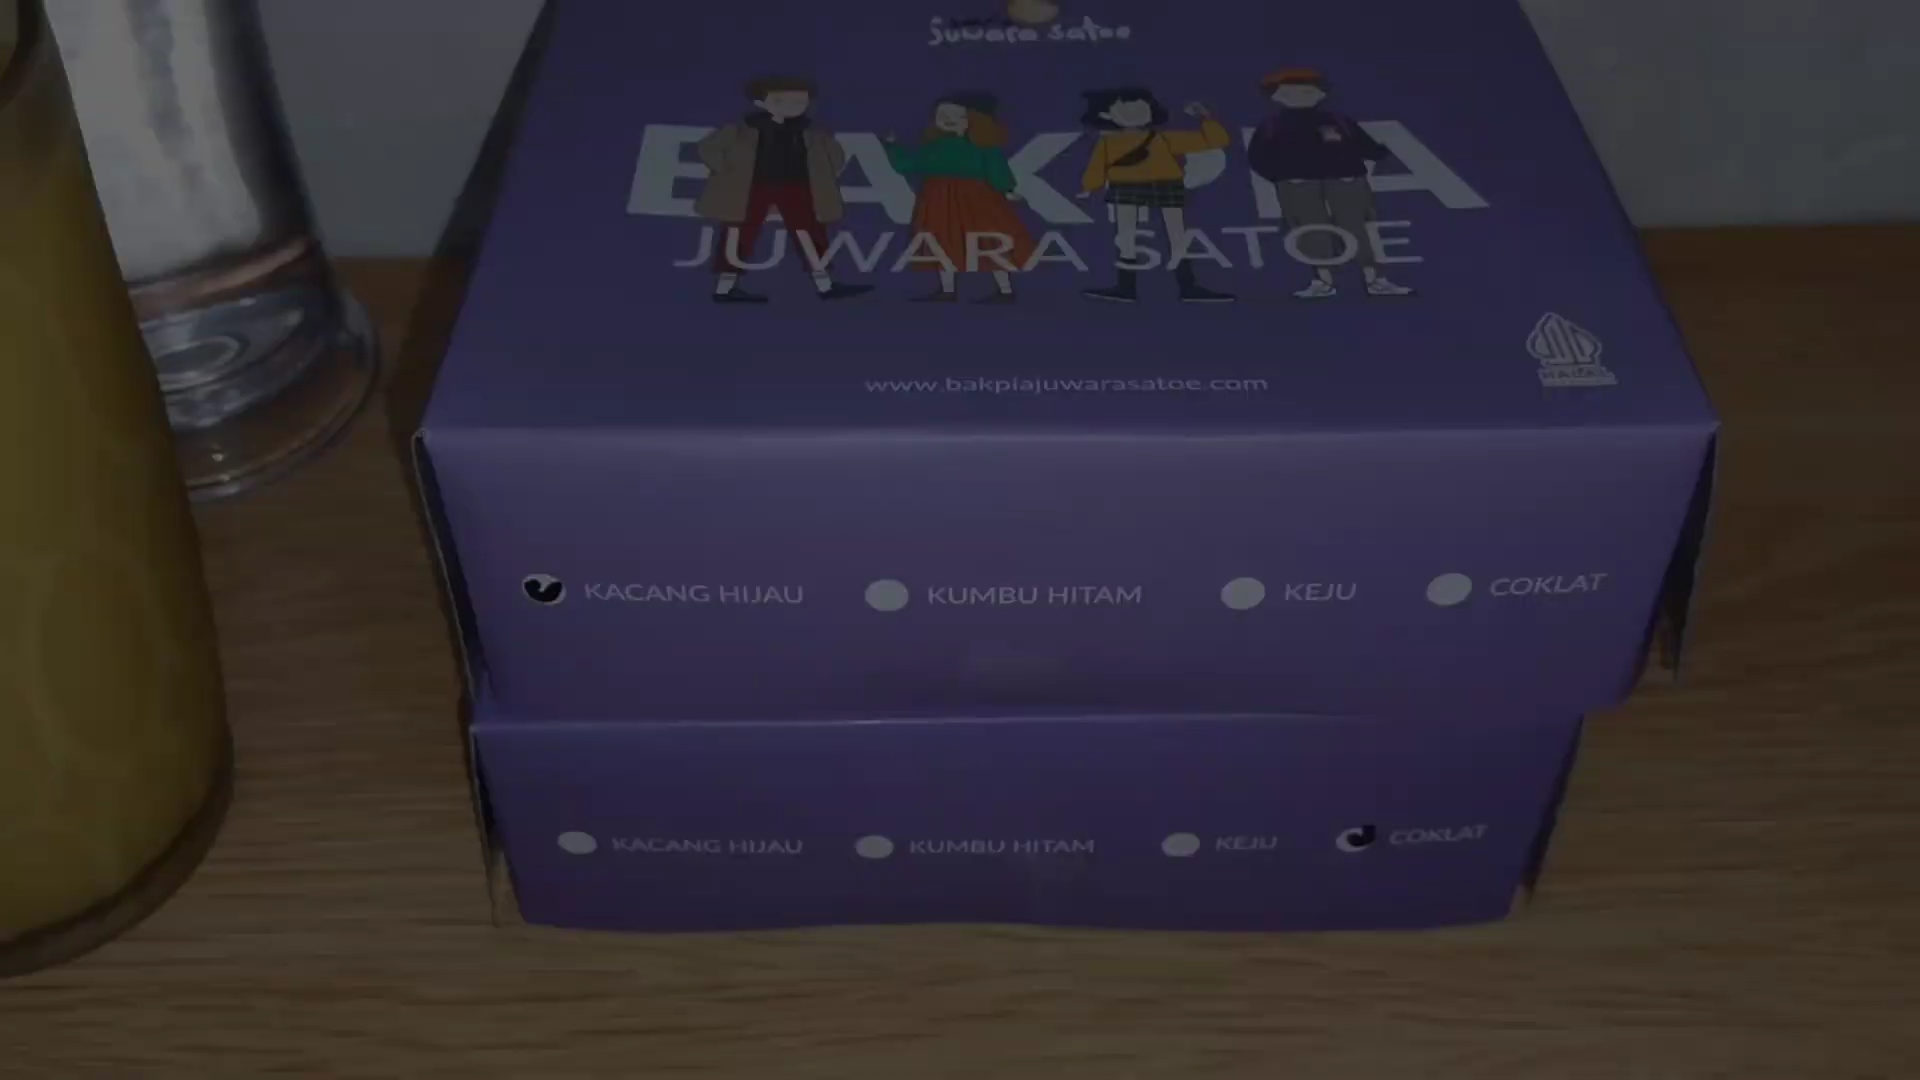 Juwara Satoe
BAKPIA
JUWARA SATOE
www.bakpiajuwarasatoe.com
HALAL
KACANG HIJAU KUMBU HITAM KEJU COKLAT
KACANG HIJAU KUMBU HITAM KEJU COKLAT